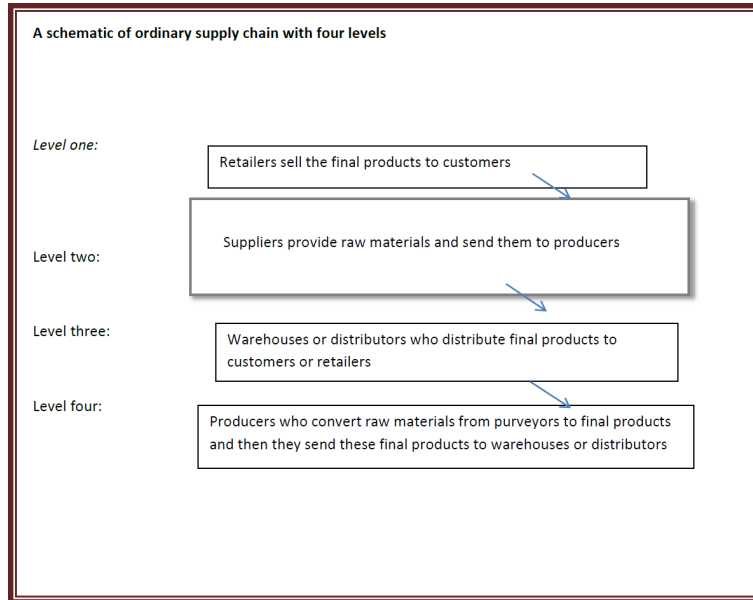 A schematic of ordinary supply chain with four levels
Level one:
Retailers sell the final products to customers
Suppliers provide raw materials and send them to producers
Level two:
Level three:
Warehouses or distributors who distribute final products to
customers or retailers
Level four:
Producers who convert raw materials from purveyors to final products
and then they send these final products to warehouses or distributors